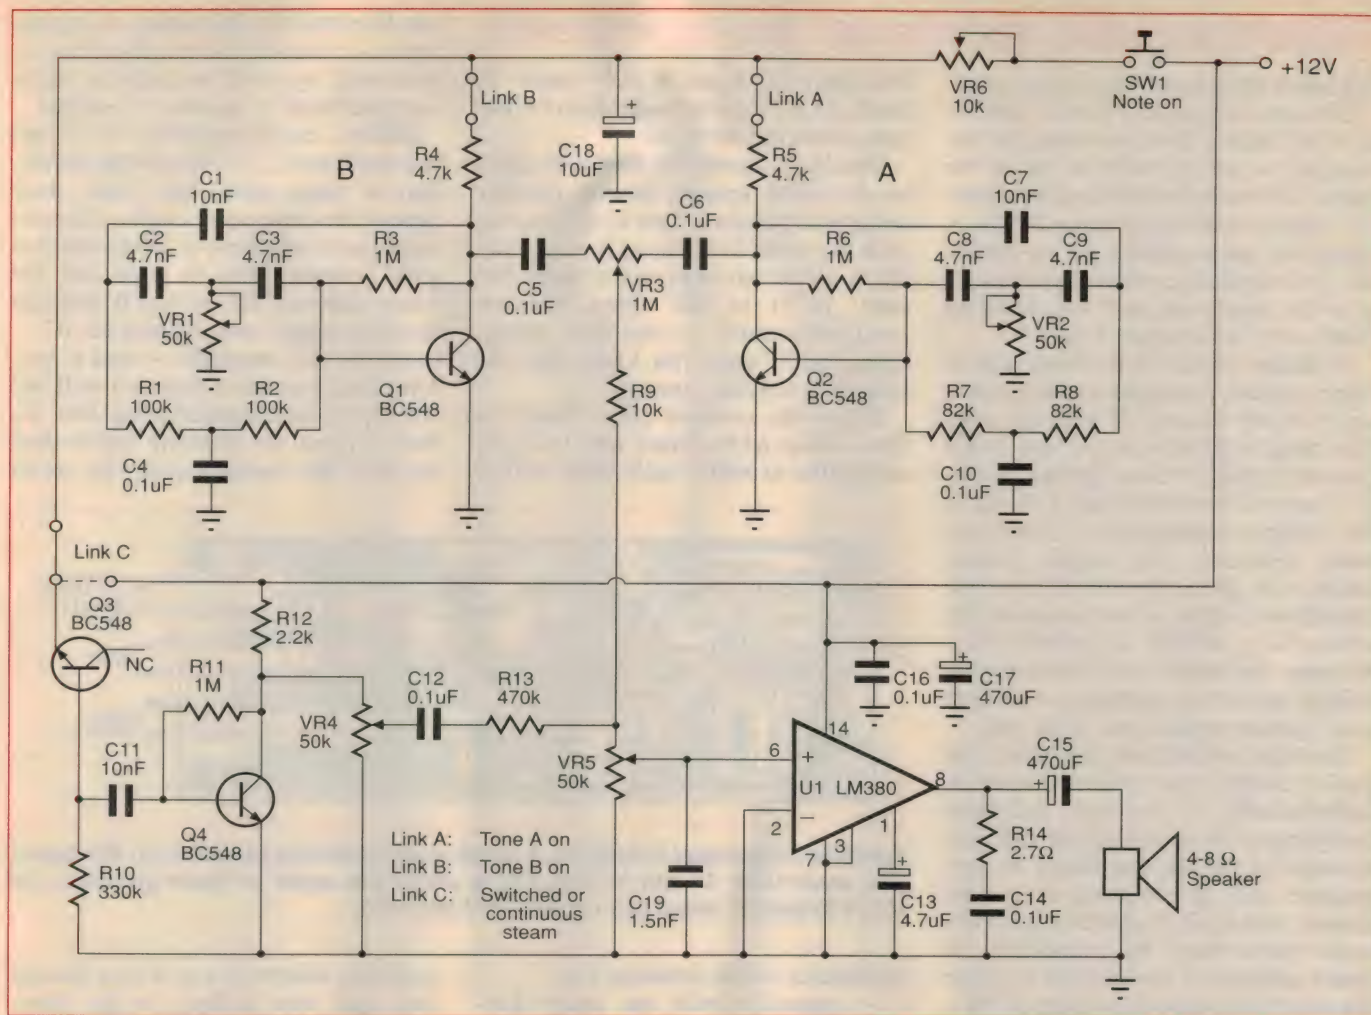 +12V
VR6
10k
SW1
Note on
Link B
Link A
C18
10uF
+
R4
4.7k
B
R5
4.7k
A
C1
10nF
C7
10nF
C2
4.7nF
C3
4.7nF
R3
1M
C5
0.1uF
VR3
1M
C6
0.1uF
R6
1M
C8
4.7nF
C9
4.7nF
VR1
50k
VR2
50k
R1
100k
R2
100k
Q1
BC548
R9
10k
Q2
BC548
R7
82k
R8
82k
C4
0.1uF
C10
0.1uF
Link C
Q3
BC548
NC
R12
2.2k
R11
1M
C11
10nF
VR4
50k
C12
0.1uF
R13
470k
VR5
50k
C16
0.1uF
+
C17
470uF
14
6
+
U1 LM380
8
2
–
7
3
1
+
C15
470uF
+
R14
2.7Ω
4-8 Ω
Speaker
Q4
BC548
R10
330k
Link A: Tone A on
Link B: Tone B on
Link C: Switched or
continuous
steam
C19
1.5nF
C13
4.7uF
C14
0.1uF